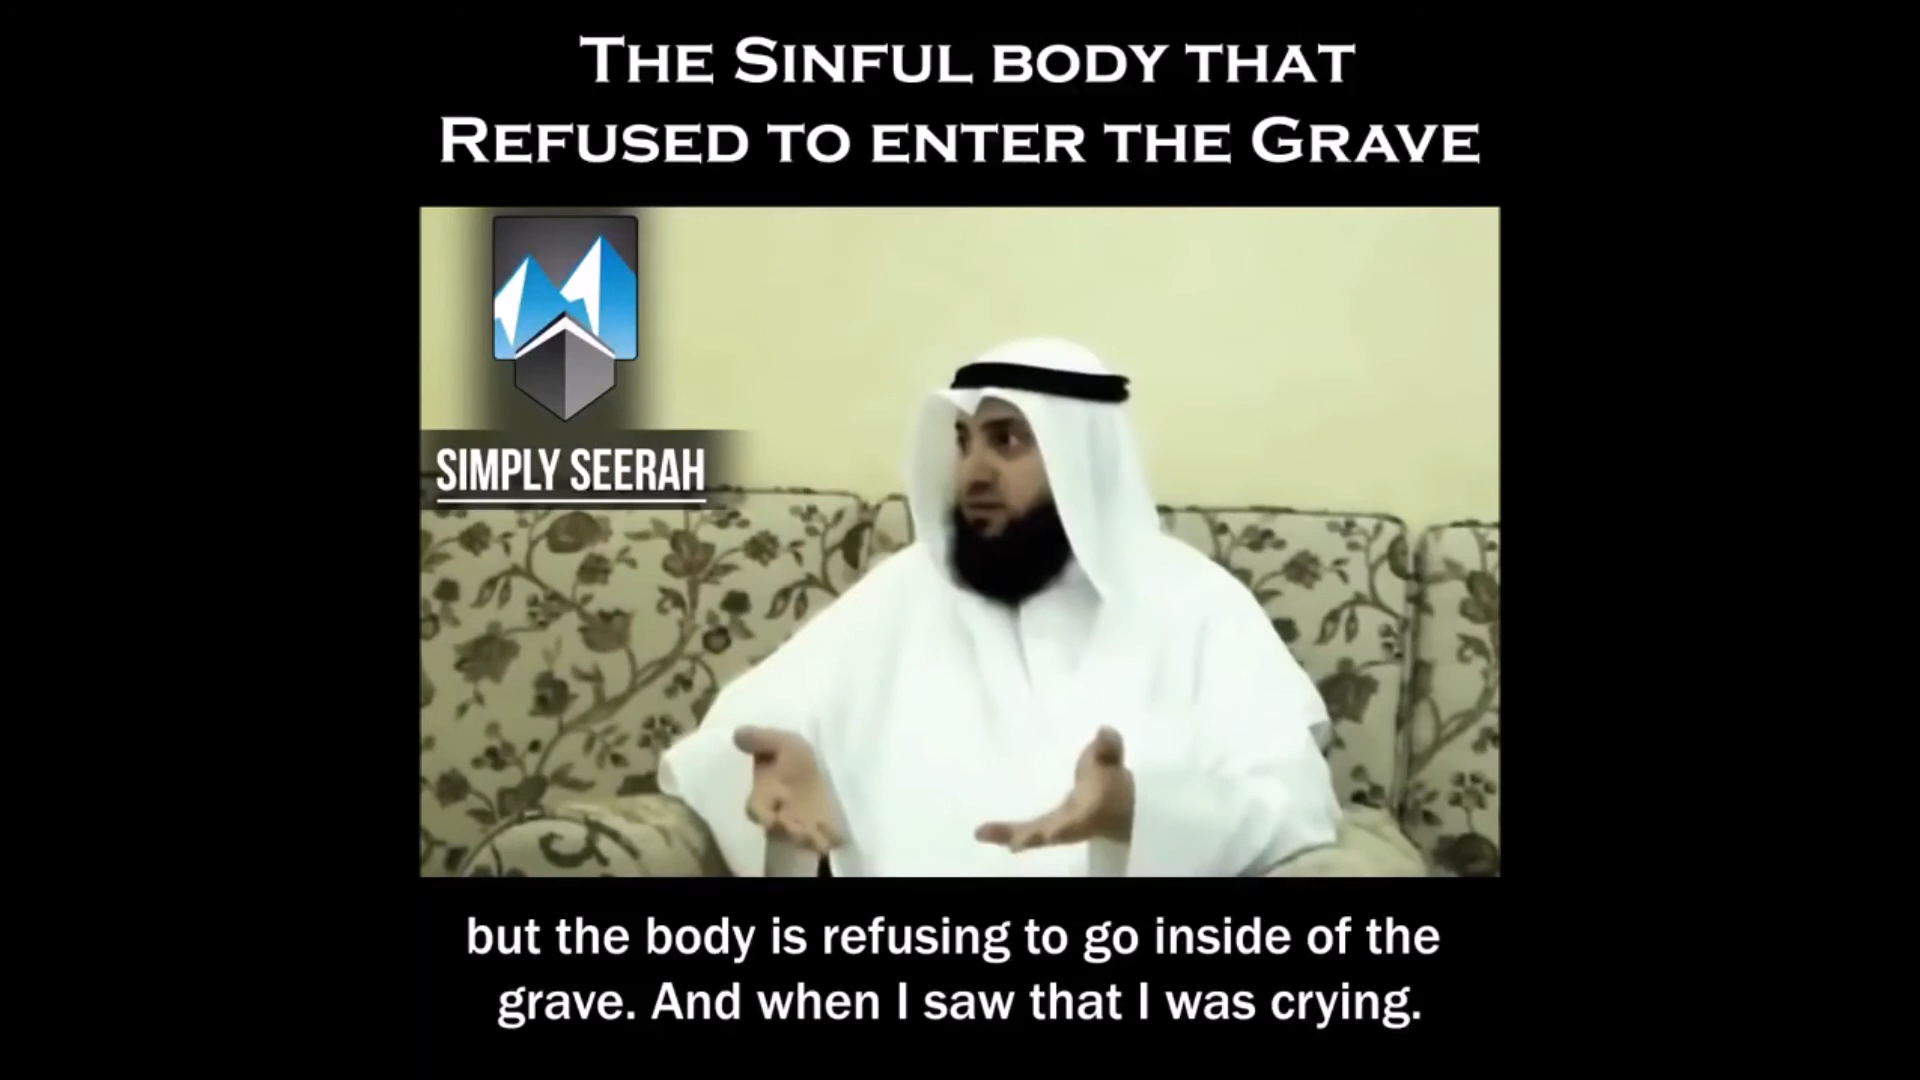 THE SINFUL BODY THAT
REFUSED TO ENTER THE GRAVE
SIMPLY SEERAH
but the body is refusing to go inside of the
grave. And when I saw that I was crying.